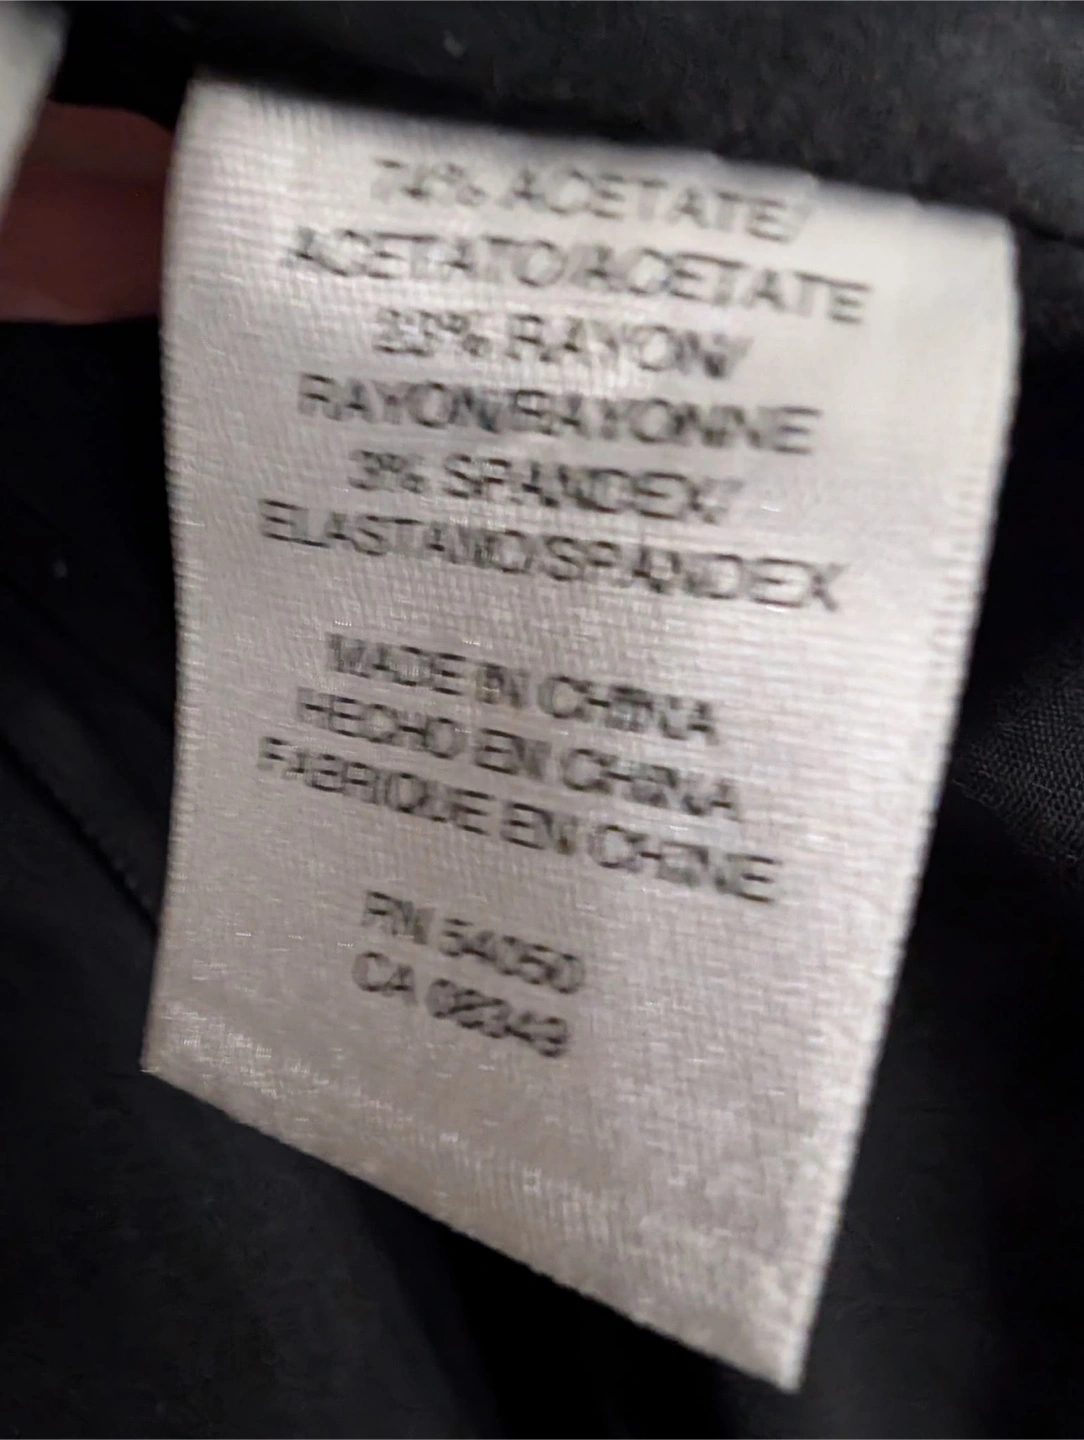 74% ACETATE/
ACETATO/ACETATE
23% RAYON/
RAYON/RAYONNE
3% SPANDEX/
ELASTANO/SPANDEX
MADE IN CHINA
HECHO EN CHINA
FABRIQUE EN CHINE
RN 54050
CA 08349